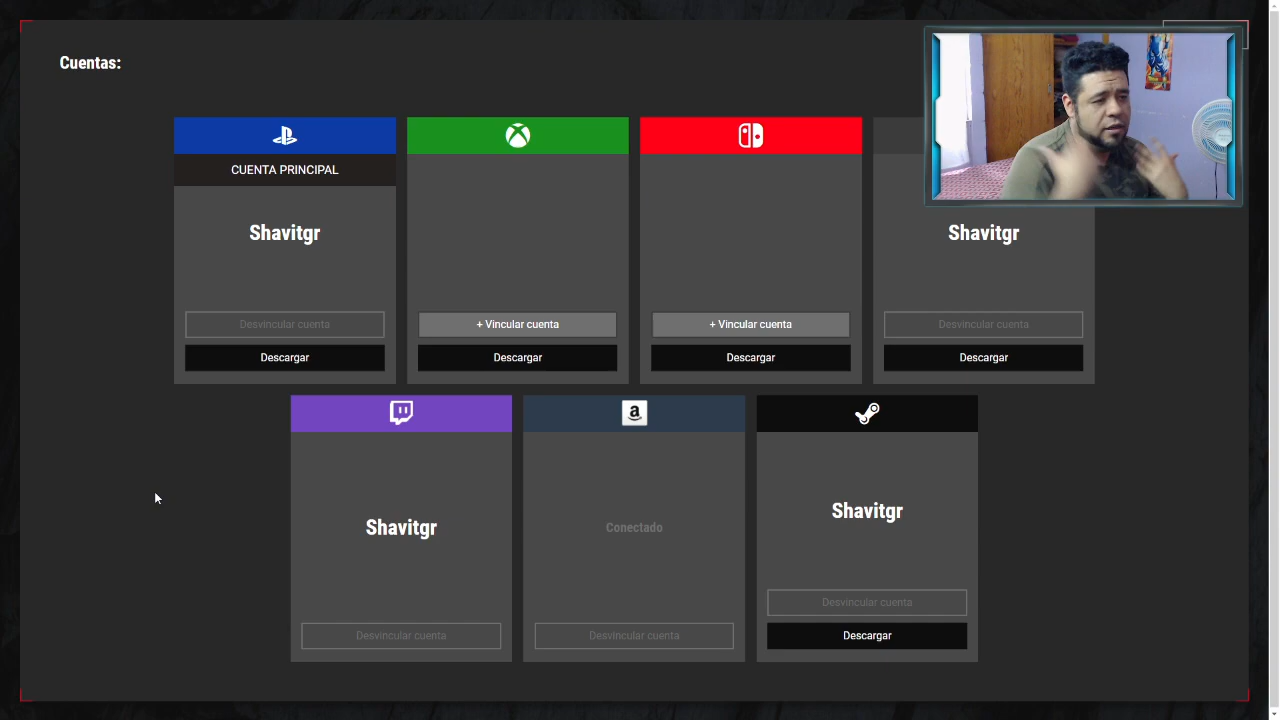 Cuentas:
CUENTA PRINCIPAL
Shavitgr
Desvincular cuenta
Descargar
+ Vincular cuenta
Descargar
+ Vincular cuenta
Descargar
Shavitgr
Desvincular cuenta
Descargar
Shavitgr
Desvincular cuenta
a
Conectado
Desvincular cuenta
Shavitgr
Desvincular cuenta
Descargar